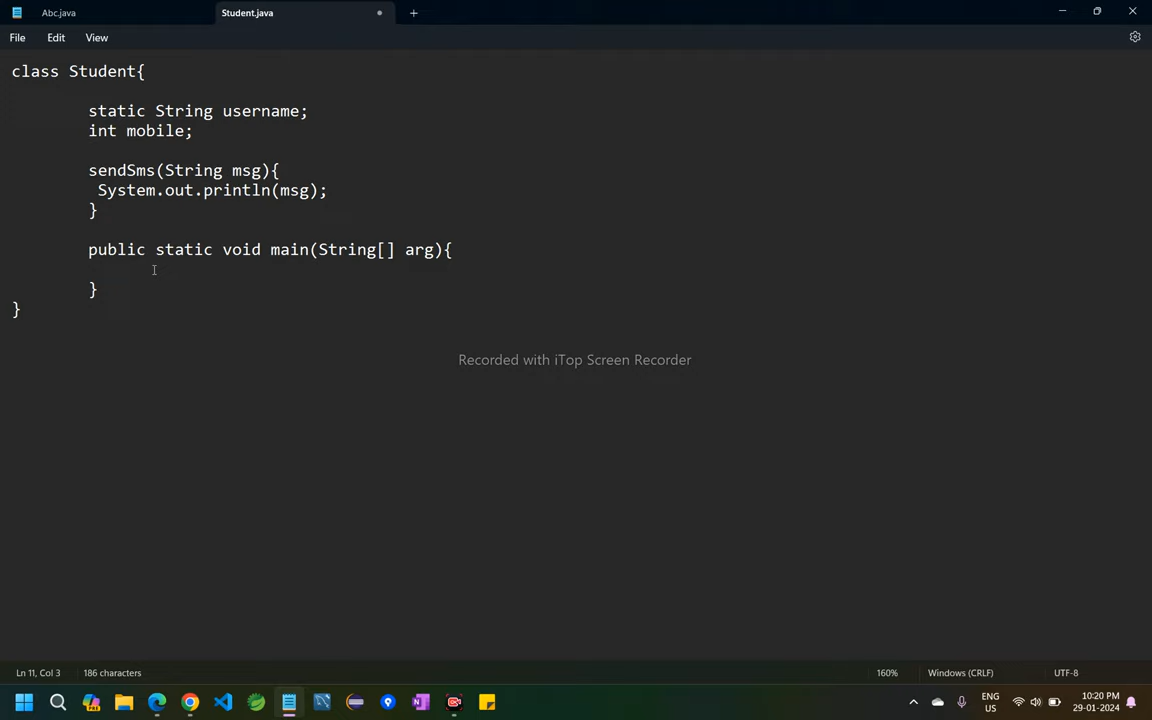 Abc.java
Student.java
File Edit View
class Student{
static String username;
int mobile;
sendSms(String msg){
System.out.println(msg);
}
public static void main(String[] arg){
}
}
Recorded with iTop Screen Recorder
Ln 11, Col 3 186 characters 160% Windows (CRLF) UTF-8
PRE
ENG
US
10:20 PM
29-01-2024